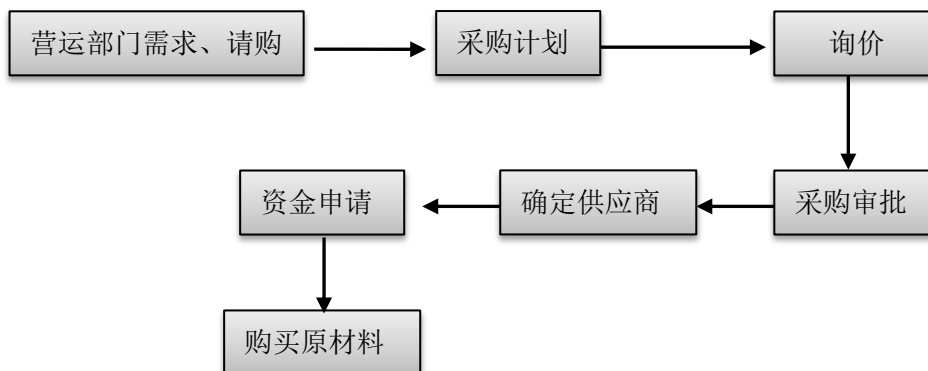 营运部门需求、请购
采购计划
询价
采购审批
确定供应商
资金申请
购买原材料